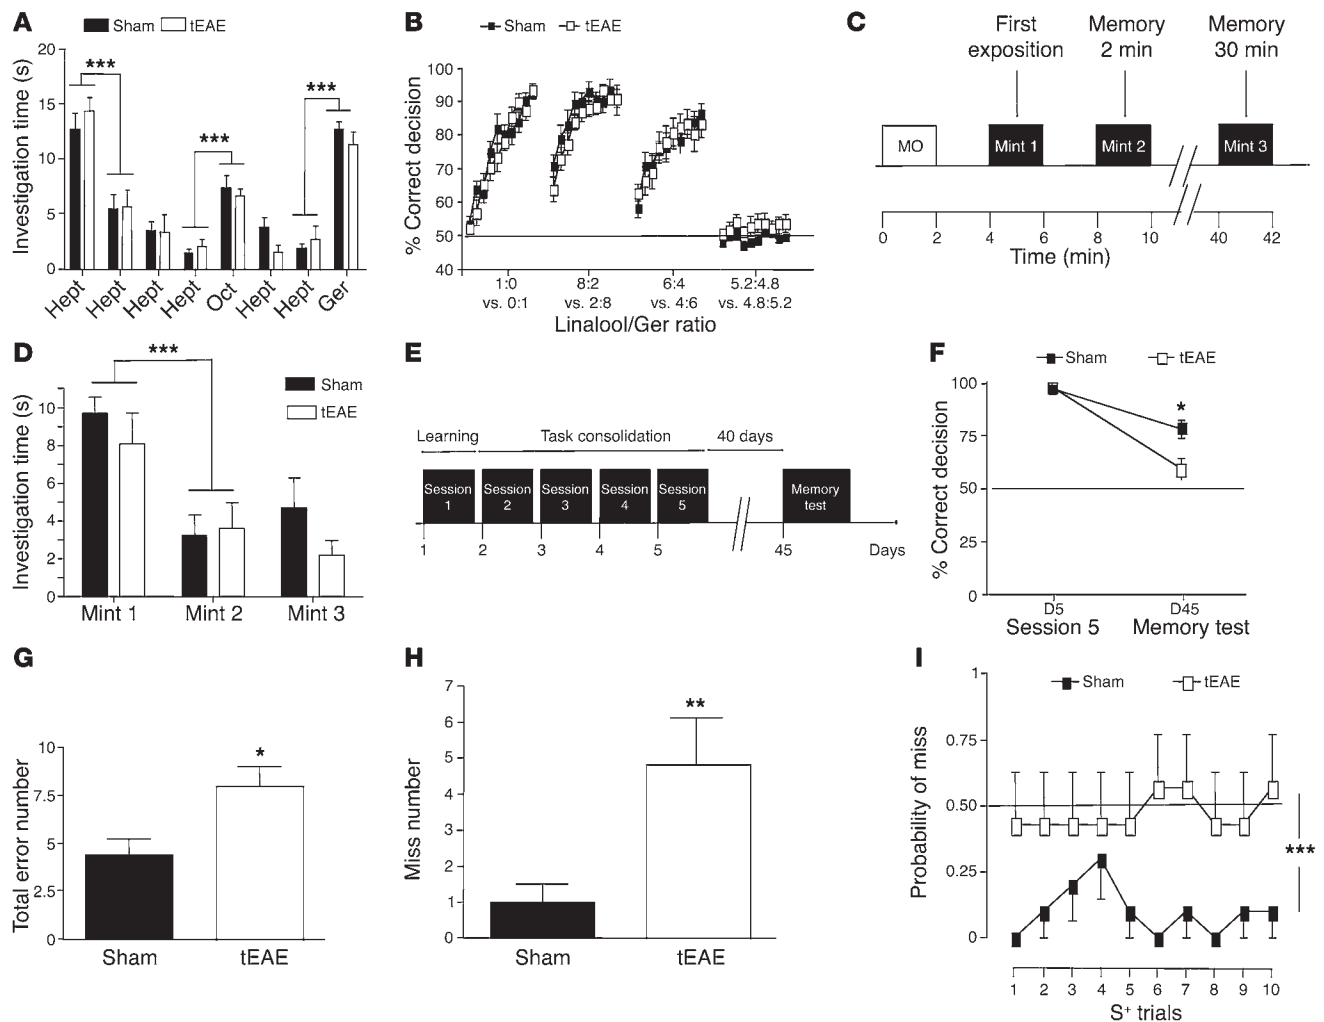 A
Sham
tEAE
Investigation time (s)
20
15
10
5
0
***
***
***
Hept
Hept
Hept
Hept
Oct
Hept
Hept
Ger
B
Sham
tEAE
% Correct decision
100
90
80
70
60
50
40
1:0
vs. 0:1
8:2
vs. 2:8
6:4
vs. 4:6
5.2:4.8
vs. 4.8:5.2
Linalool/Ger ratio
C
First
exposition
Memory
2 min
Memory
30 min
MO
Mint 1
Mint 2
Mint 3
0
2
4
6
8
10
40
42
Time (min)
D
***
Sham
tEAE
Investigation time (s)
10
8
6
4
2
0
Mint 1
Mint 2
Mint 3
E
Learning
Task consolidation
40 days
Session
1
Session
2
Session
3
Session
4
Session
5
Memory
test
1
2
3
4
5
45
Days
F
Sham
tEAE
% Correct decision
100
75
50
25
0
*
D5
Session 5
D45
Memory test
G
Total error number
10
7.5
5
2.5
0
*
Sham
tEAE
H
Miss number
7
6
5
4
3
2
1
0
**
Sham
tEAE
I
Sham
tEAE
Probability of miss
1
0.75
0.50
0.25
0
***
1
2
3
4
5
6
7
8
9
10
S+ trials